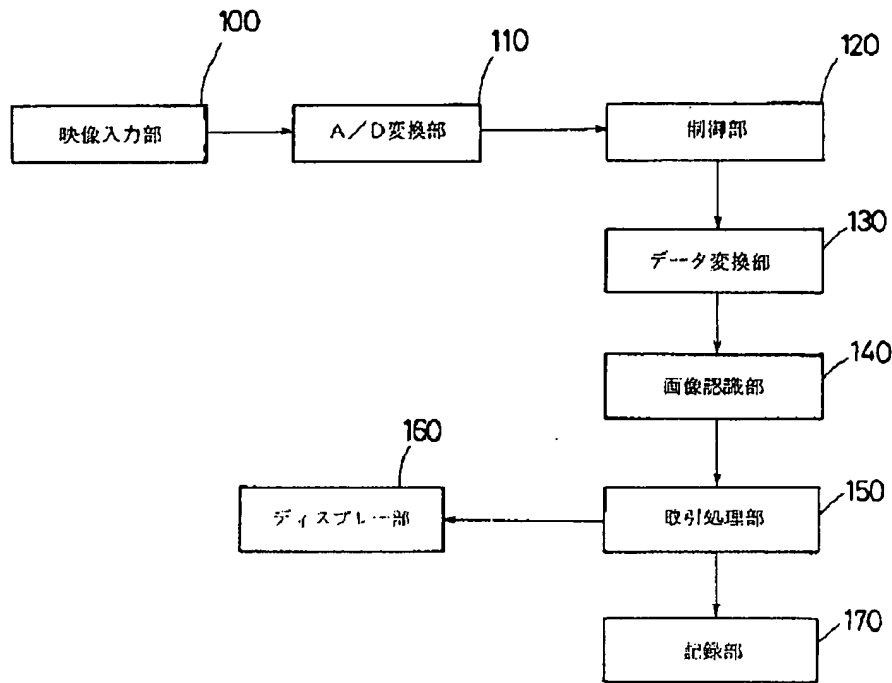 100
110
120
映像入力部
A/D変換部
制御部
130
データ変換部
140
画像認識部
160
150
ディスプレー部
取引処理部
170
記録部